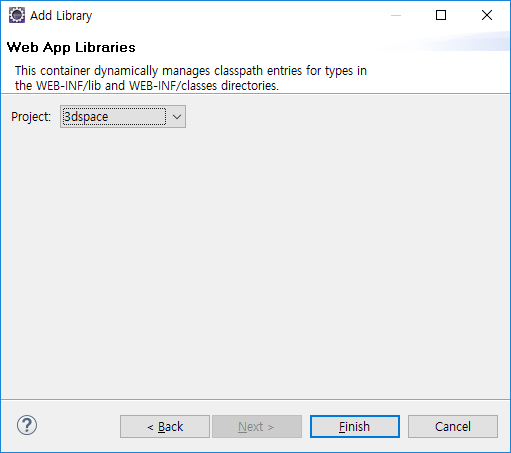 Add Library
Web App Libraries
This container dynamically manages classpath entries for types in
the WEB-INF/lib and WEB-INF/classes directories.
Project: 3dspace
< Back Next > Finish Cancel